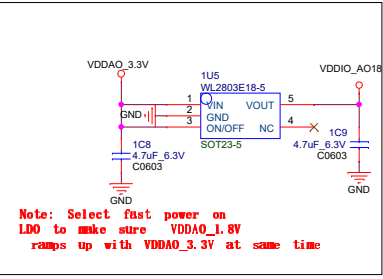 VDDAO_3.3V
1U5
WL2803E18-5
VDDIO_AO18
1 VIN VOUT 5
GND 2 GND
3 ON/OFF NC 4
SOT23-5
1C8
4.7uF_6.3V
C0603
1C9
4.7uF_6.3V
C0603
GND
GND
Note: Select fast power on
LDO to make sure VDDAO_1.8V
ramps up with VDDAO_3.3V at same time